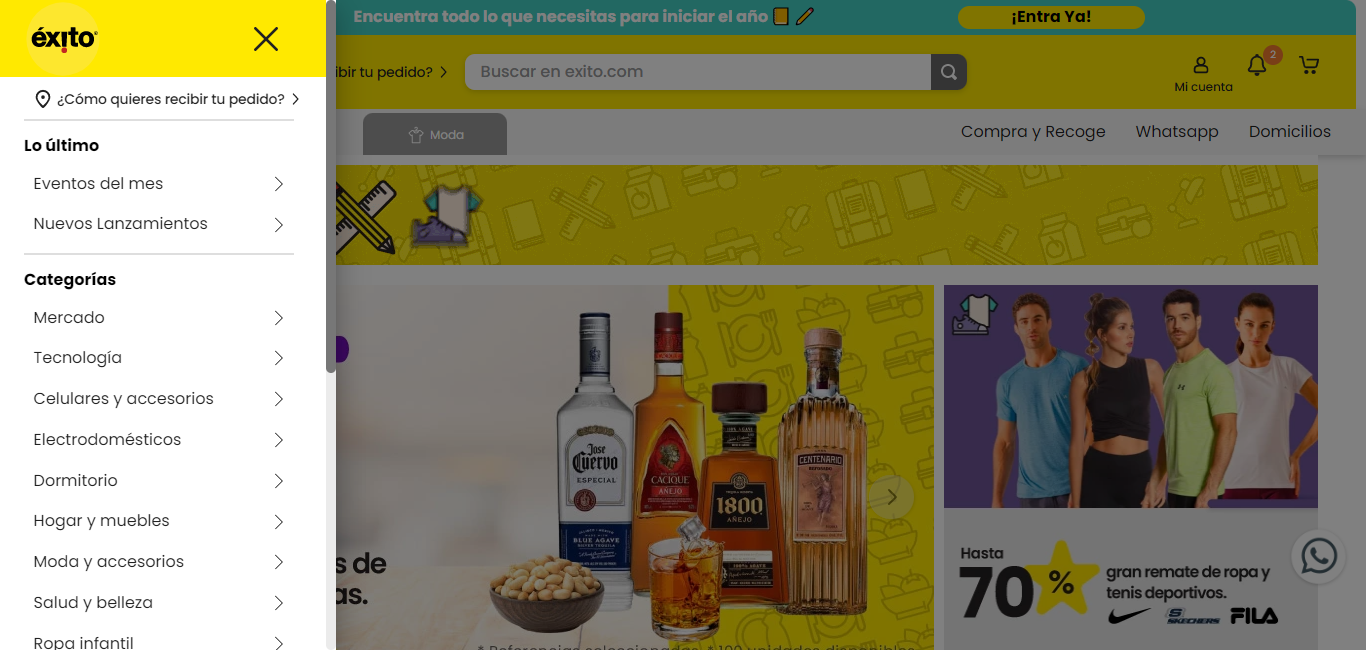 éxito
¿Cómo quieres recibir tu pedido?
Lo último
Eventos del mes
Nuevos Lanzamientos
Categorías
Mercado
Tecnología
Celulares y accesorios
Electrodomésticos
Dormitorio
Hogar y muebles
Moda y accesorios
Salud y belleza
Ropa infantil
Encuentra todo lo que necesitas para iniciar el año
¡Entra Ya!
ibir tu pedido?
Buscar en exito.com
Mi cuenta
2
Moda
Compra y Recoge
Whatsapp
Domicilios
Jose
Cuervo
ESPECIAL
BLUE AGAVE
CACIQUE
AÑEJO
1800
AÑEJO
CENTENARIO
s de
as.
* Referencias seleccionadas. * 100 unidades disponibles
Hasta
70%
gran remate de ropa y
tenis deportivos.
SKECHERS
FILA